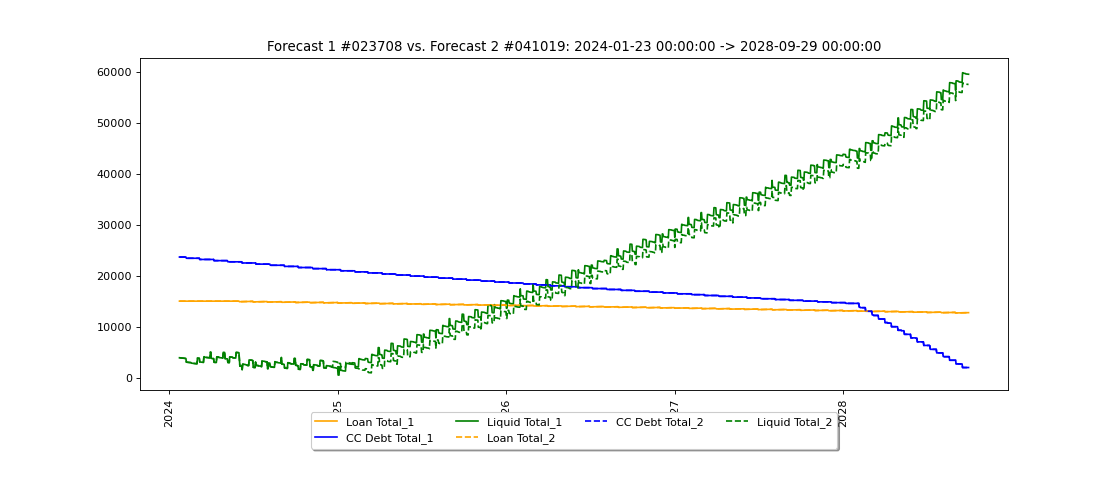 Forecast 1 #023708 vs. Forecast 2 #041019: 2024-01-23 00:00:00 -> 2028-09-29 00:00:00
60000
50000
40000
30000
20000
10000
0
2024
25
26
27
2028
Loan Total_1
Liquid Total_1
CC Debt Total_2
Liquid Total_2
CC Debt Total_1
Loan Total_2